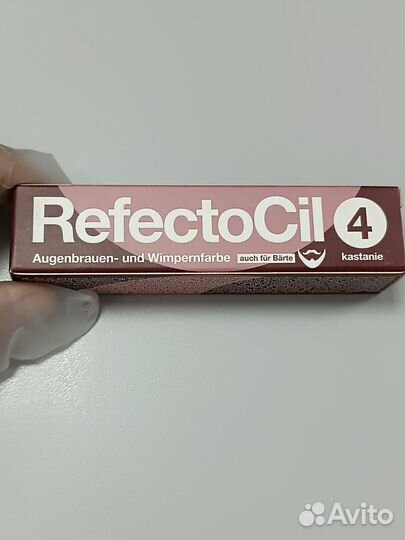 RefectoCil 4
Augenbrauen- und Wimpernfarbe auch für Bärte kastanie
Avito